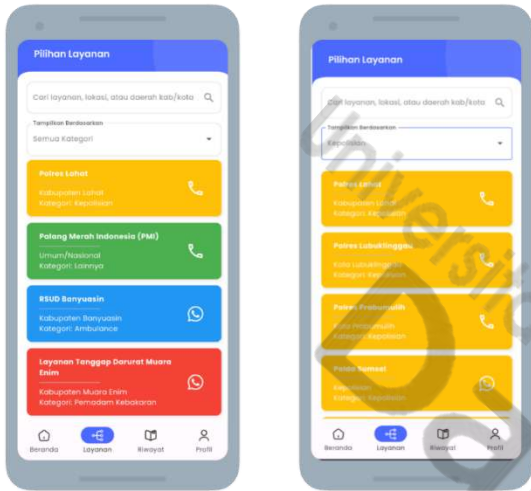 Pilihan Layanan
Cari layanan, lokasi, atau daerah kab/kota
Tampilkan Berdasarkan
Semua Kategori
Polres Lahat
Kabupaten Lahat
Kategori: Kepolisian
Palang Merah Indonesia (PMI)
Umum/Nasional
Kategori: Lainnya
RSUD Banyuasin
Kabupaten Banyuasin
Kategori: Ambulance
Layanan Tanggap Darurat Muara
Enim
Kabupaten Muara Enim
Kategori: Pemadam Kebakaran
Beranda Layanan Riwayat Profil
Pilihan Layanan
Cari layanan, lokasi, atau daerah kab/kota
Tampilkan Berdasarkan
Kepolisian
Polres Lahat
Kabupaten Lahat
Kategori: Kepolisian
Polres Lubuklinggau
Kota Lubuklinggau
Kategori: Kepolisian
Polres Prabumulih
Kota Prabumulih
Kategori: Kepolisian
Polda Sumsel
Kepolisian
Kategori: Kepolisian
Beranda Layanan Riwayat Profil